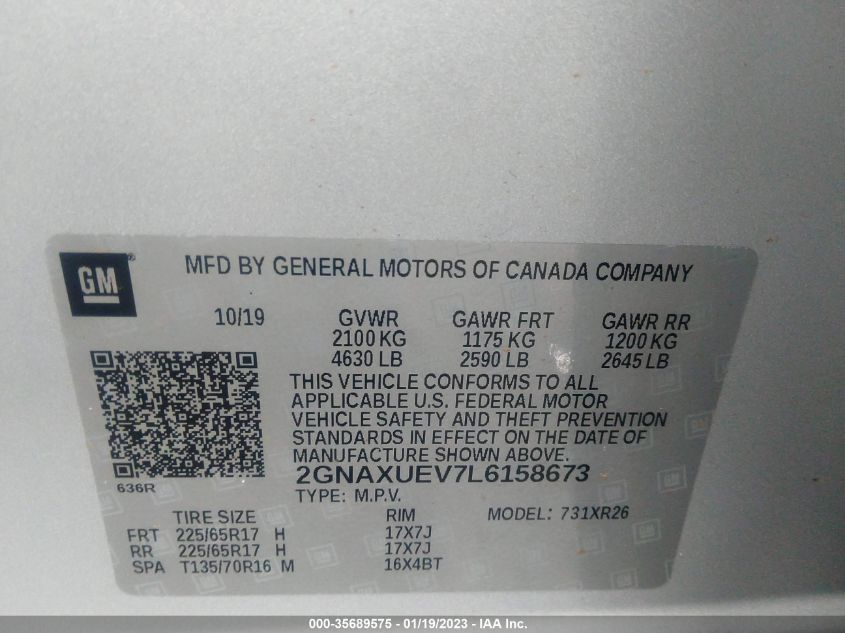 GM®
MFD BY GENERAL MOTORS OF CANADA COMPANY
10/19 GVWR GAWR FRT GAWR RR
2100 KG 1175 KG 1200 KG
4630 LB 2590 LB 2645 LB
THIS VEHICLE CONFORMS TO ALL
APPLICABLE U.S. FEDERAL MOTOR
VEHICLE SAFETY AND THEFT PREVENTION
STANDARDS IN EFFECT ON THE DATE OF
MANUFACTURE SHOWN ABOVE.
636R
2GNAXUEV7L6158673
TYPE: M.P.V.
TIRE SIZE RIM MODEL: 731XR26
FRT 225/65R17 H 17X7J
RR 225/65R17 H 17X7J
SPA T135/70R16 M 16X4BT
000-35689575 - 01/19/2023 - IAA Inc.